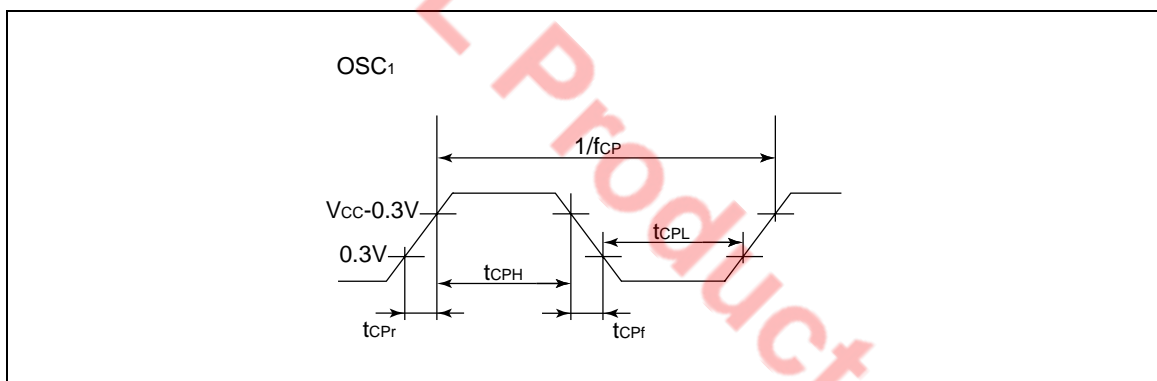 OSC1
1/fCP
VCC-0.3V
tCPL
0.3V
tCPH
tCPr
tCPf
L Product